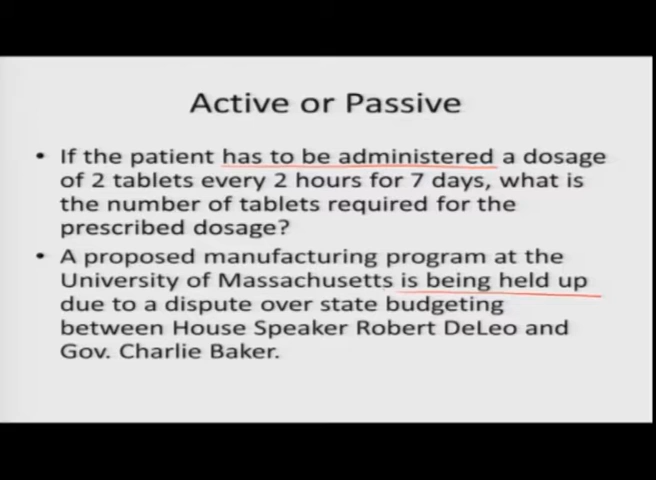 Active or Passive
• If the patient has to be administered a dosage
of 2 tablets every 2 hours for 7 days, what is
the number of tablets required for the
prescribed dosage?
• A proposed manufacturing program at the
University of Massachusetts is being held up
due to a dispute over state budgeting
between House Speaker Robert DeLeo and
Gov. Charlie Baker.